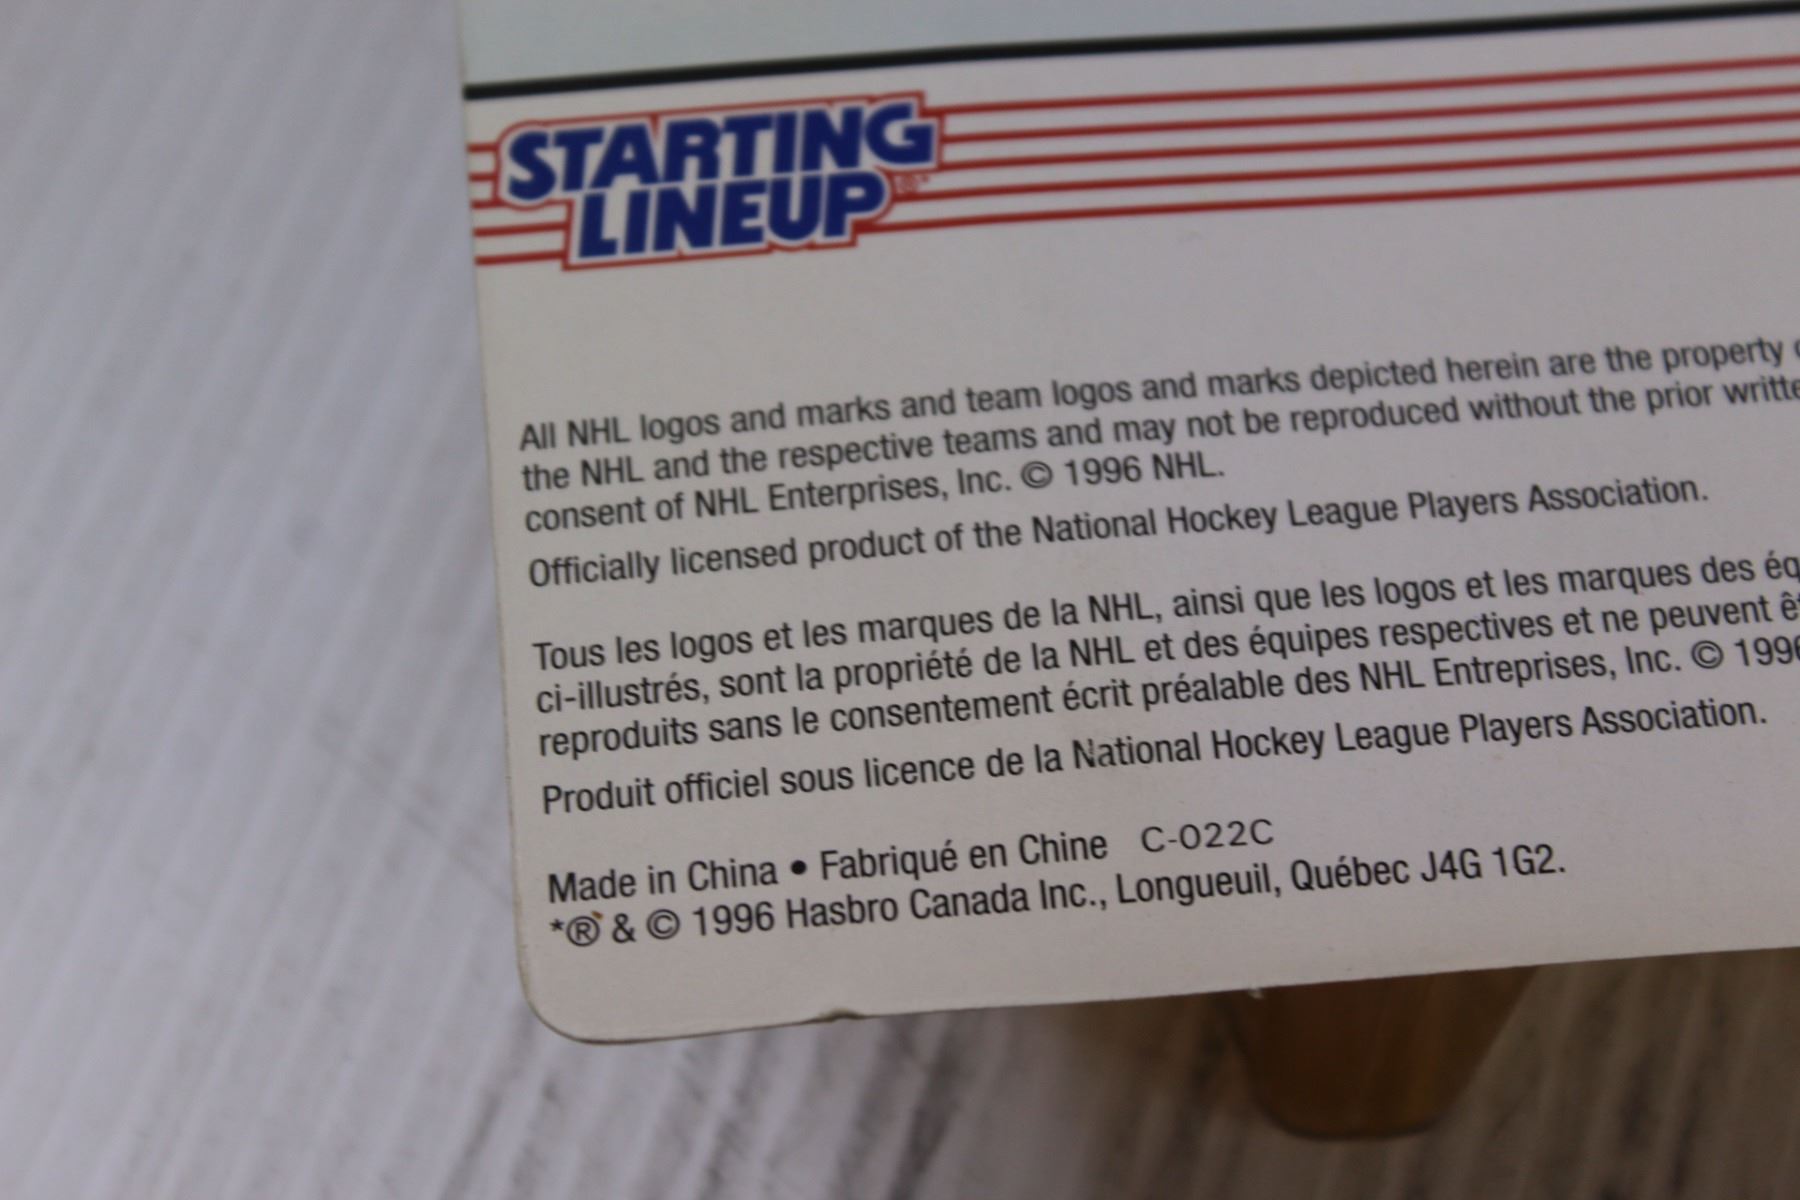 STARTING
LINEUP ®*
All NHL logos and marks and team logos and marks depicted herein are the property
the NHL and the respective teams and may not be reproduced without the prior writte
consent of NHL Enterprises, Inc. © 1996 NHL.
Officially licensed product of the National Hockey League Players Association.
Tous les logos et les marques de la NHL, ainsi que les logos et les marques des éq
ci-illustrés, sont la propriété de la NHL et des équipes respectives et ne peuvent êt
reproduits sans le consentement écrit préalable des NHL Entreprises, Inc. © 1996
Produit officiel sous licence de la National Hockey League Players Association.
Made in China • Fabriqué en Chine C-022C
*® & © 1996 Hasbro Canada Inc., Longueuil, Québec J4G 1G2.